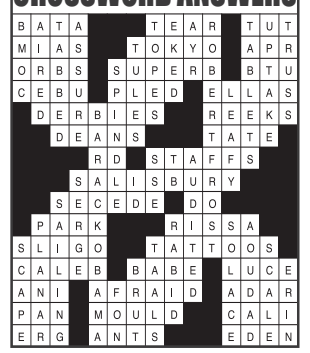 CROSSWORD ANSWERS
BATA TEAR TUT
MIAS TOKYO APR
ORBS SUPERB BTU
CEBU PLED ELLAS
DERBIES REEKS
DEANS TATE
RD STAFFS
SALISBURY
SECEDE DO
PARK RISSA
SLIGO TATTOOS
CALEB BABE LUCE
ANI AFRAID ADAR
PAN MOULD CALI
ERG ANTS EDEN